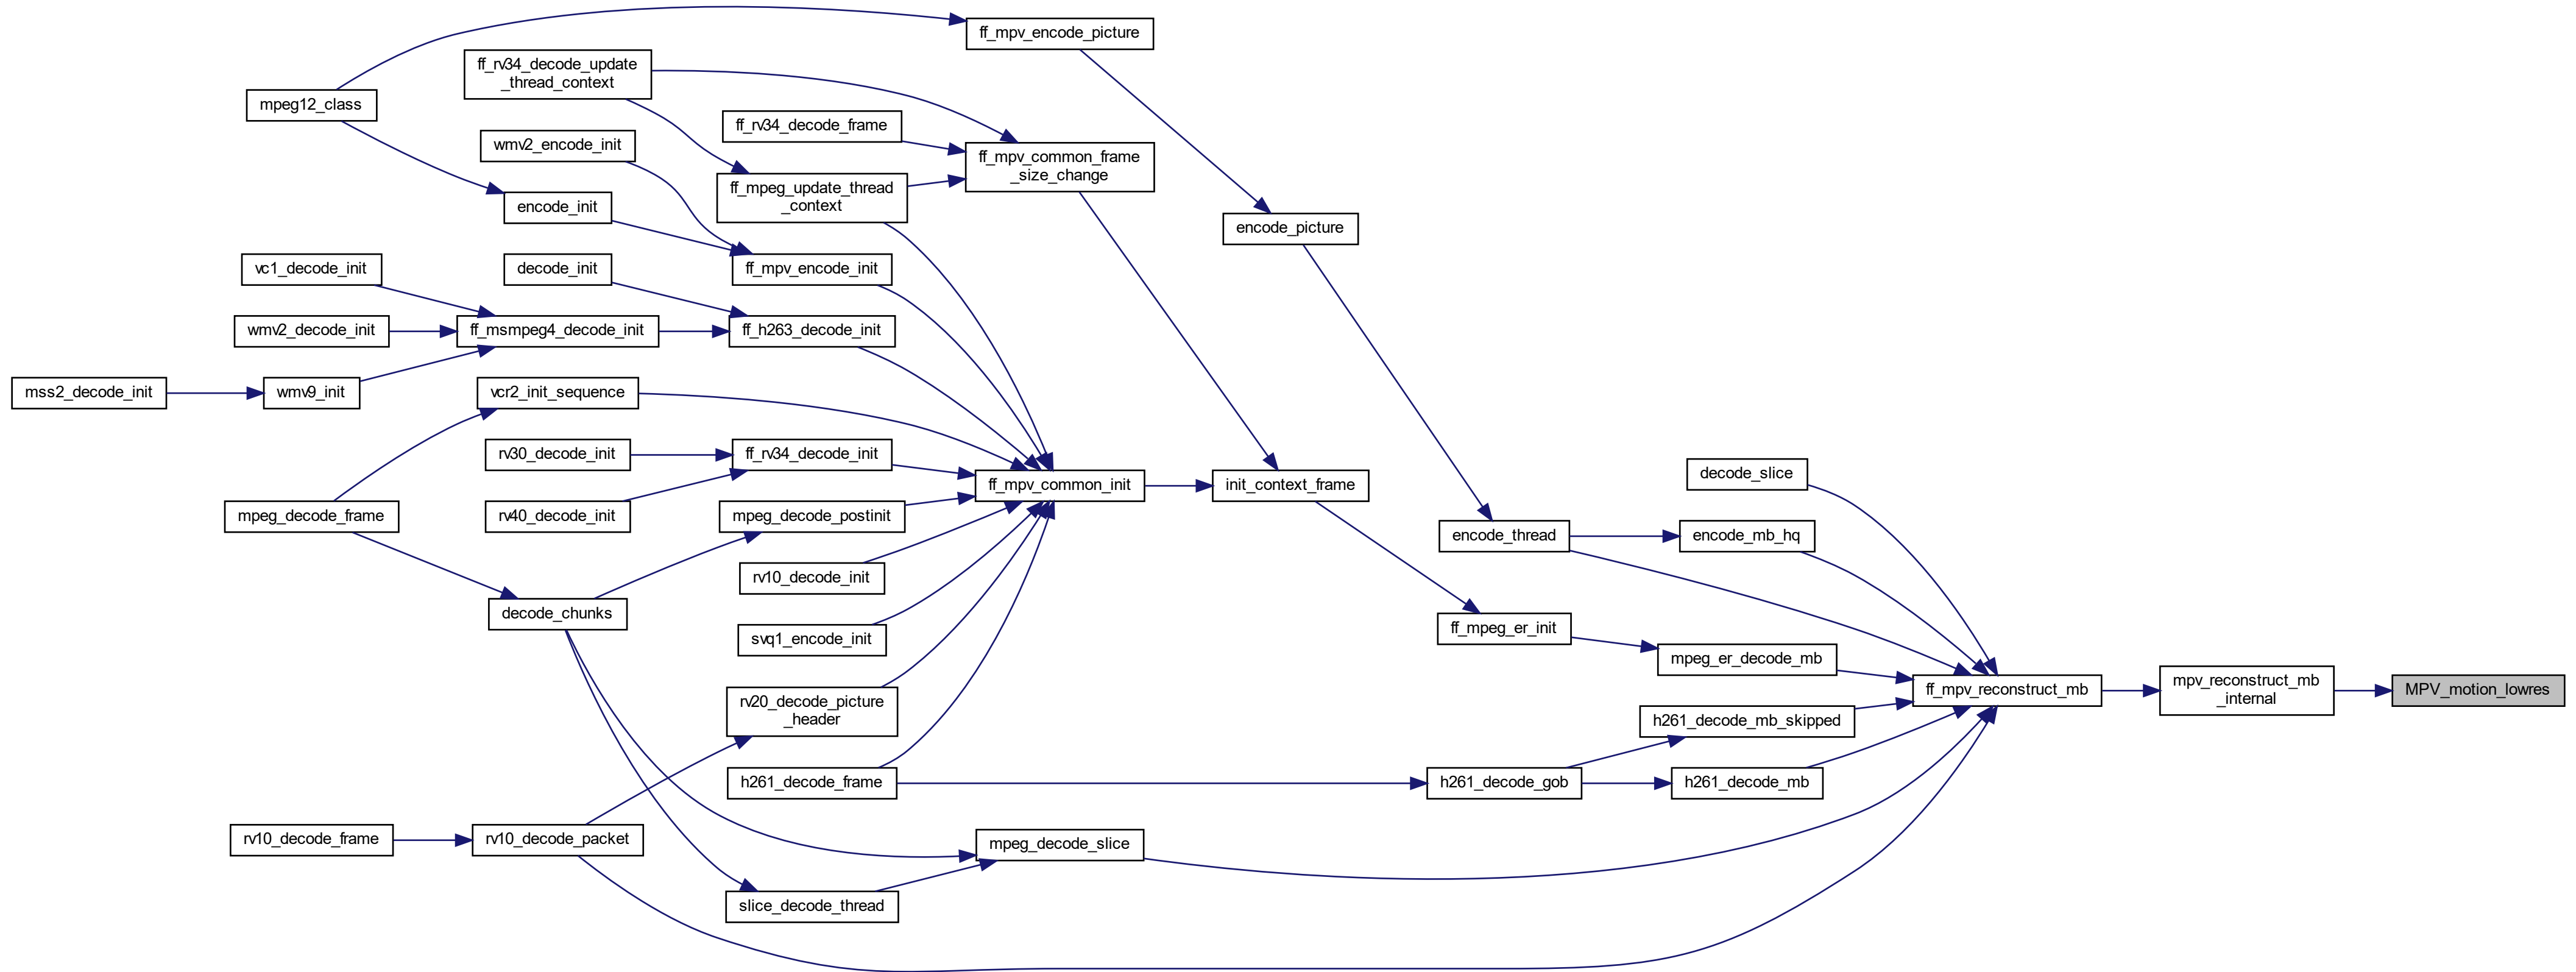 ff_mpv_encode_picture
ff_rv34_decode_update
_thread_context
mpeg12_class
ff_rv34_decode_frame
wmv2_encode_init
ff_mpv_common_frame
_size_change
ff_mpeg_update_thread
_context
encode_init
encode_picture
vc1_decode_init
decode_init
ff_mpv_encode_init
wmv2_decode_init
ff_msmpeg4_decode_init
ff_h263_decode_init
mss2_decode_init
wmv9_init
vcr2_init_sequence
rv30_decode_init
ff_rv34_decode_init
decode_slice
ff_mpv_common_init
init_context_frame
mpeg_decode_frame
rv40_decode_init
mpeg_decode_postinit
encode_thread
encode_mb_hq
rv10_decode_init
decode_chunks
svq1_encode_init
ff_mpeg_er_init
mpeg_er_decode_mb
ff_mpv_reconstruct_mb
mpv_reconstruct_mb
_internal
MPV_motion_lowres
rv20_decode_picture
_header
h261_decode_mb_skipped
h261_decode_frame
h261_decode_gob
h261_decode_mb
rv10_decode_frame
rv10_decode_packet
mpeg_decode_slice
slice_decode_thread